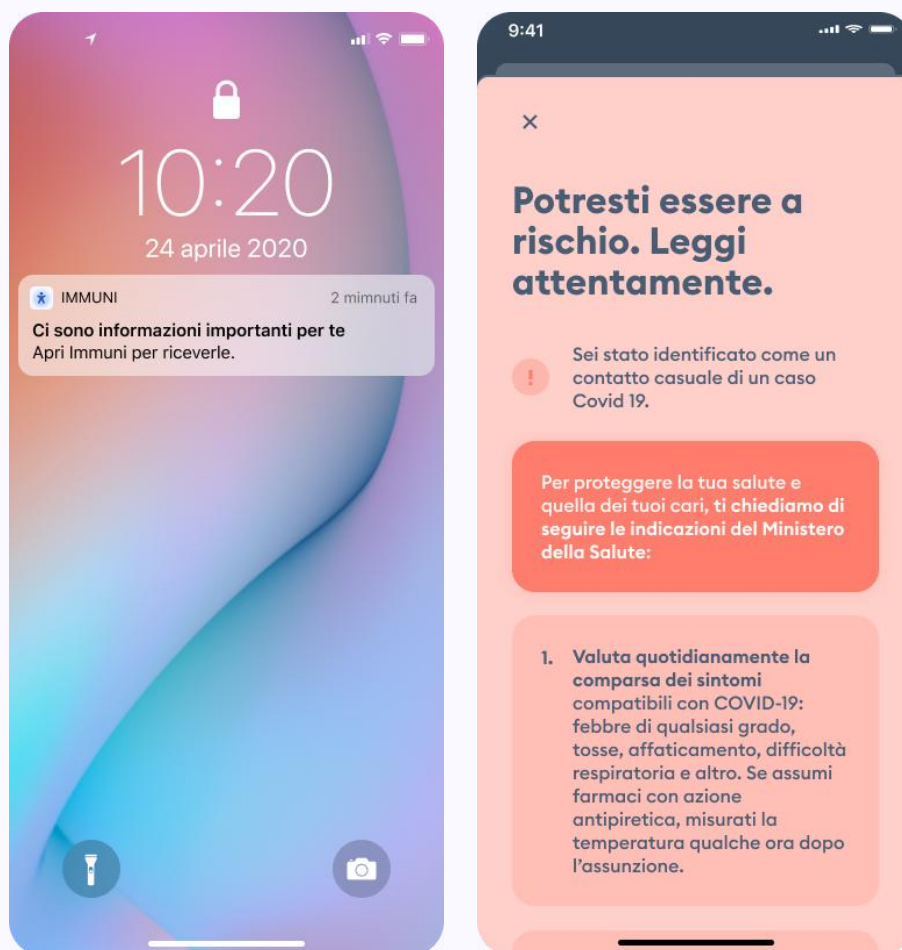 10:20
24 aprile 2020
IMMUNI 2 mimnuti fa
Ci sono informazioni importanti per te
Apri Immuni per riceverle.
9:41
Potresti essere a
rischio. Leggi
attentamente.
!
Sei stato identificato come un
contatto casuale di un caso
Covid 19.
Per proteggere la tua salute e
quella dei tuoi cari, ti chiediamo di
seguire le indicazioni del Ministero
della Salute:
1. Valuta quotidianamente la
comparsa dei sintomi
compatibili con COVID-19:
febbre di qualsiasi grado,
tosse, affaticamento, difficoltà
respiratoria e altro. Se assumi
farmaci con azione
antipiretica, misurati la
temperatura qualche ora dopo
l’assunzione.